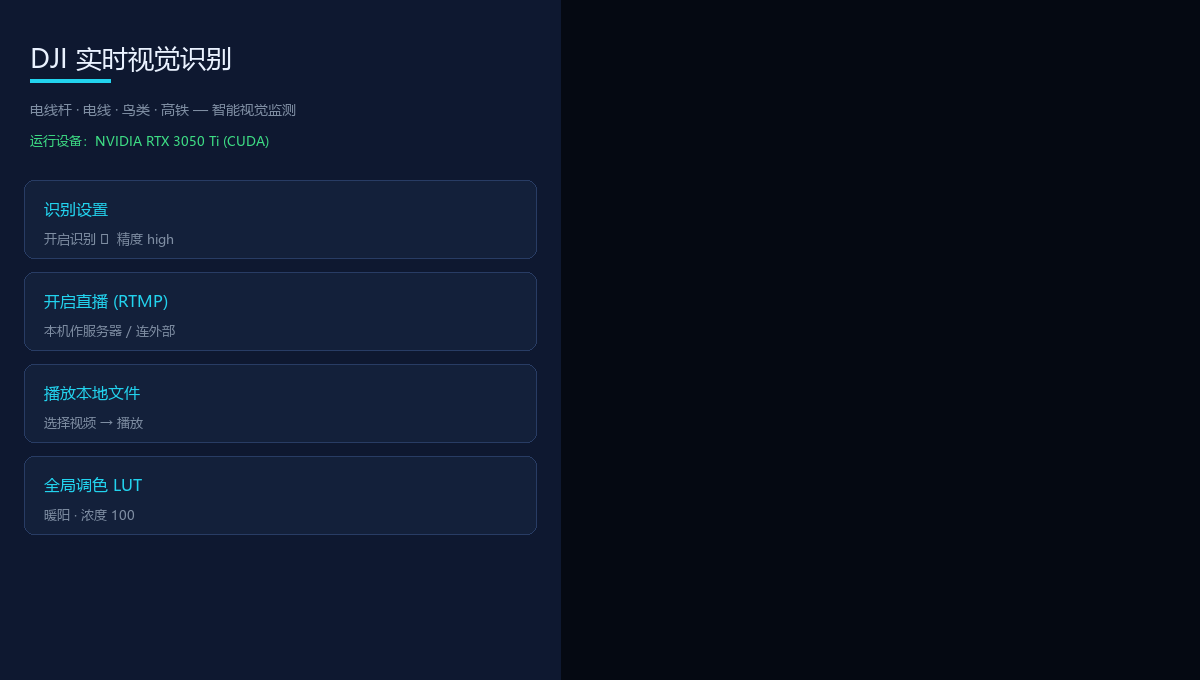 DJI 实时视觉识别
电线杆 · 电线 · 鸟类 · 高铁 — 智能视觉监测
运行设备: NVIDIA RTX 3050 Ti (CUDA)
识别设置
开启识别 ▯ 精度 high
开启直播 (RTMP)
本机作服务器 / 连外部
播放本地文件
选择视频 → 播放
全局调色 LUT
暖阳 · 浓度 100